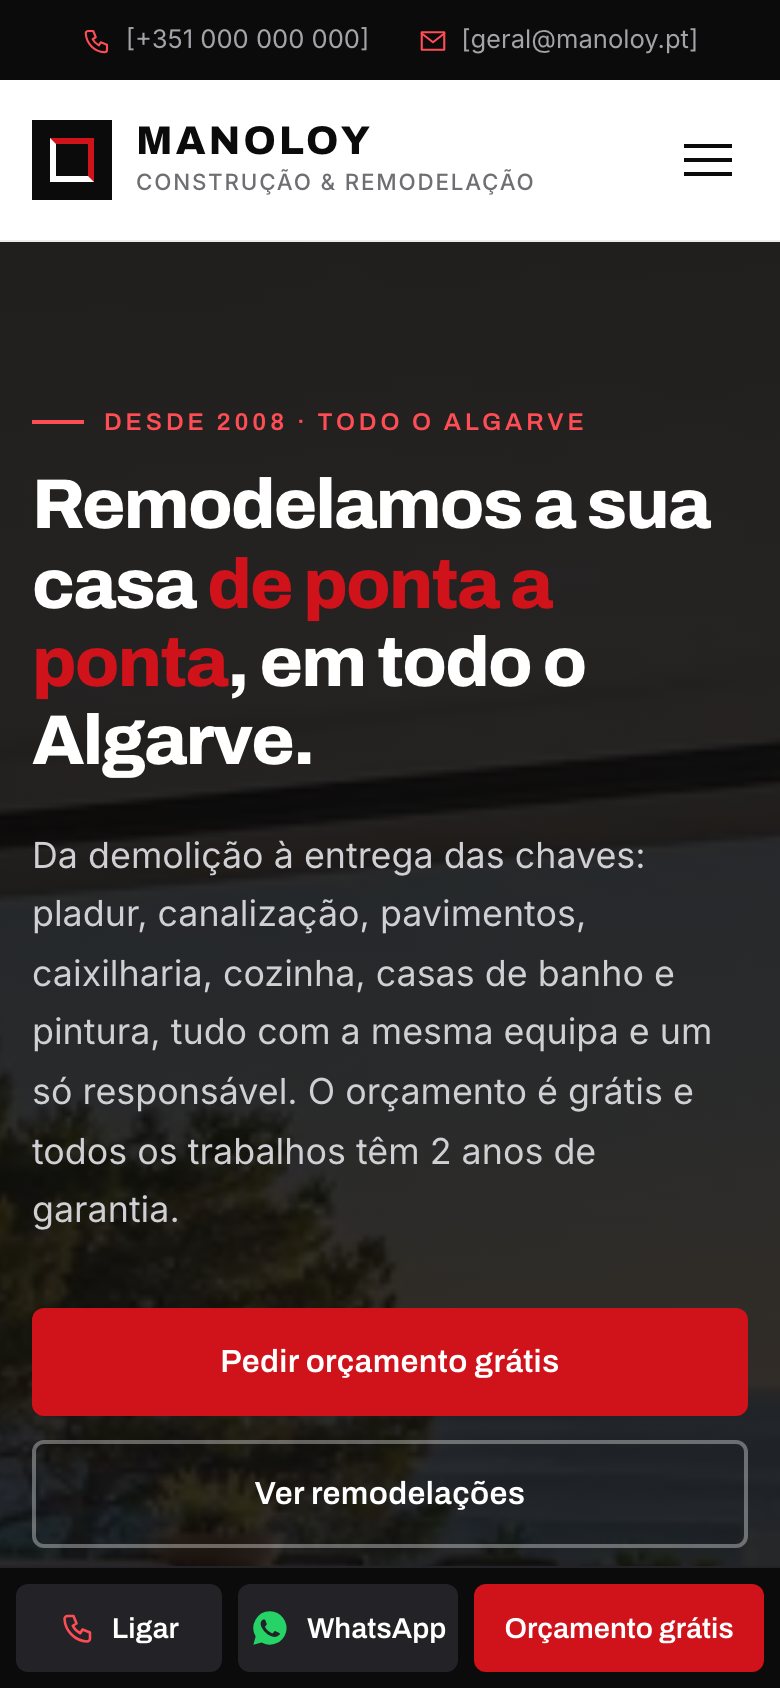 [+351 000 000 000] [geral@manoloy.pt]
MANOLOY
CONSTRUÇÃO & REMODELAÇÃO
DESDE 2008 · TODO O ALGARVE
Remodelamos a sua
casa de ponta a
ponta, em todo o
Algarve.
Da demolição à entrega das chaves:
pladur, canalização, pavimentos,
caixilharia, cozinha, casas de banho e
pintura, tudo com a mesma equipa e um
só responsável. O orçamento é grátis e
todos os trabalhos têm 2 anos de
garantia.
Pedir orçamento grátis
Ver remodelações
Ligar WhatsApp Orçamento grátis